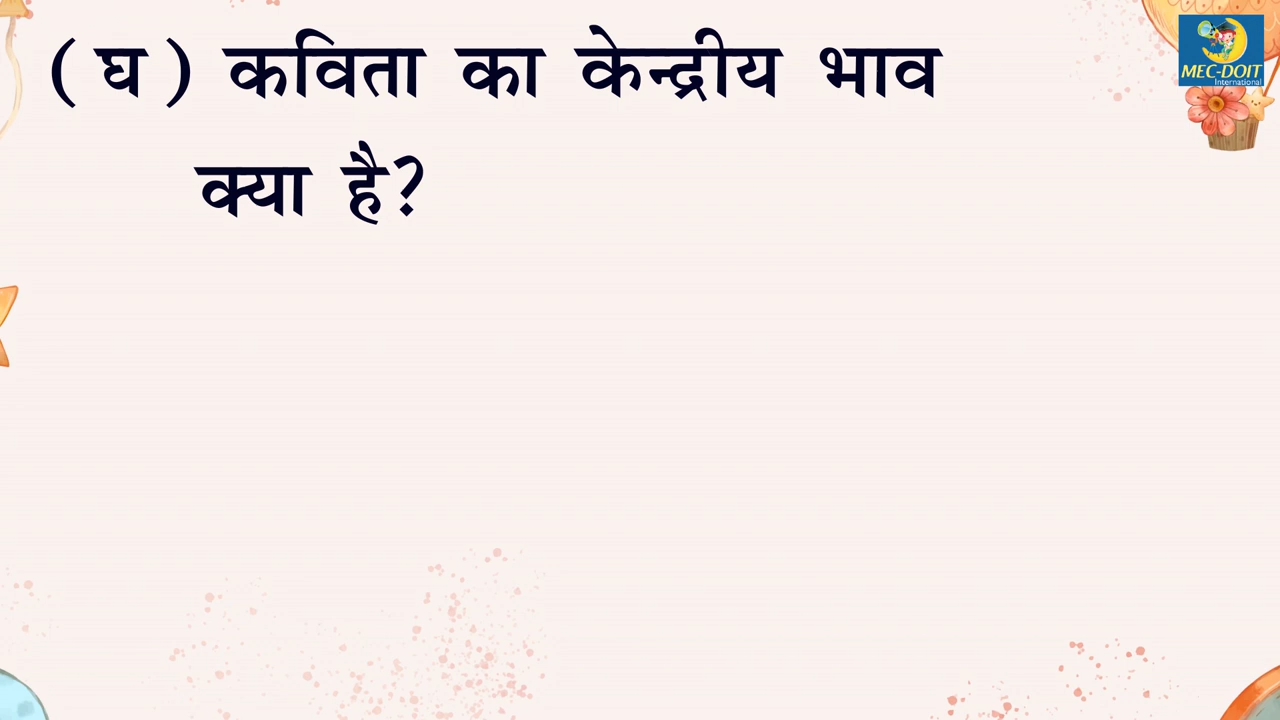 ( घ ) कविता का केन्द्रीय भाव
क्या है?
MEC-DOIT
International